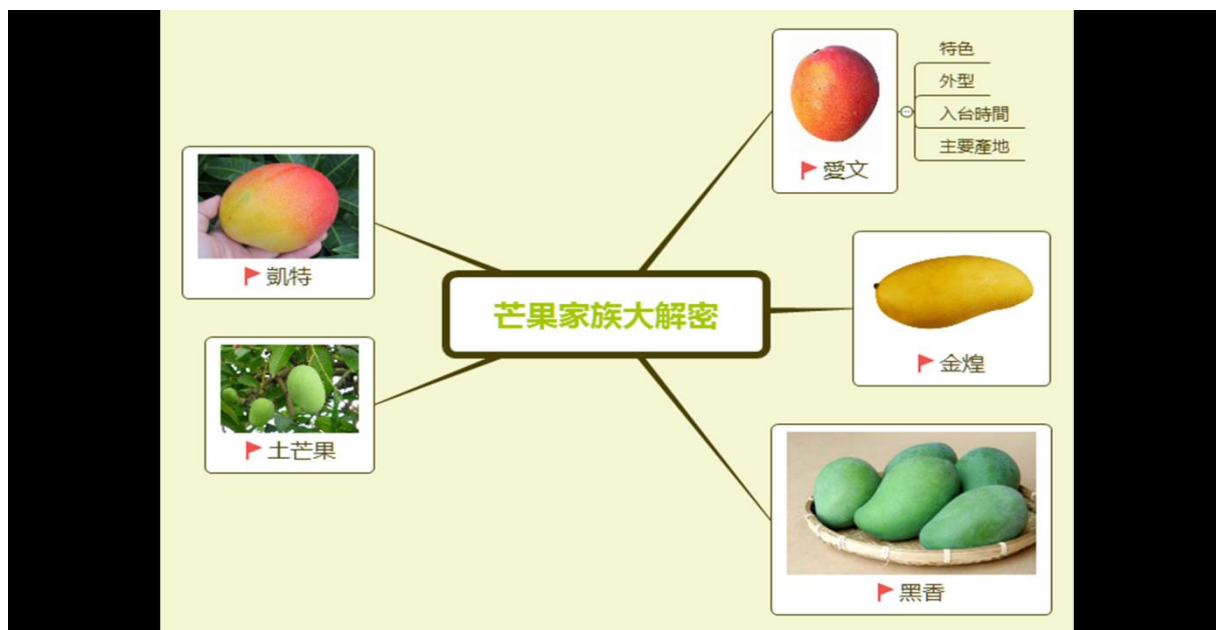 芒果家族大解密
愛文
特色
外型
入台時間
主要產地
金煌
黑香
凱特
土芒果